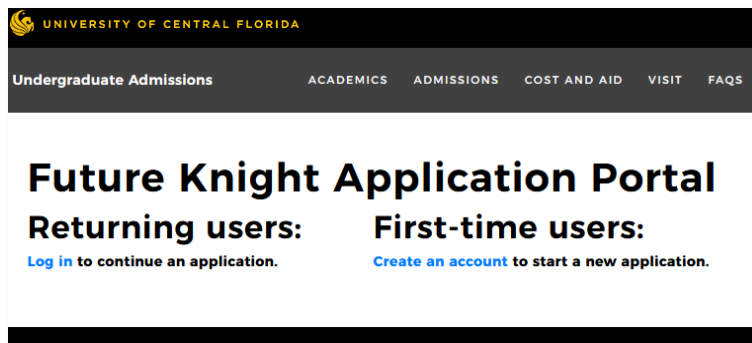 UNIVERSITY OF CENTRAL FLORIDA
Undergraduate Admissions ACADEMICS ADMISSIONS COST AND AID VISIT FAQS
Future Knight Application Portal
Returning users: First-time users:
Log in to continue an application. Create an account to start a new application.